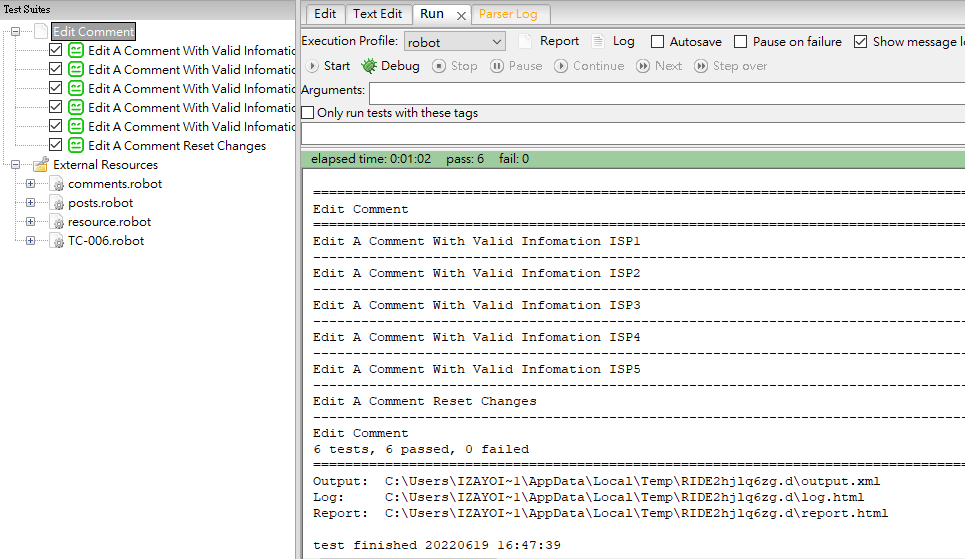 Test Suites
Edit Comment
Edit A Comment With Valid Infomatio
Edit A Comment With Valid Infomatio
Edit A Comment With Valid Infomatio
Edit A Comment With Valid Infomatio
Edit A Comment With Valid Infomatio
Edit A Comment Reset Changes
External Resources
comments.robot
posts.robot
resource.robot
TC-006.robot
Edit Text Edit Run Parser Log
Execution Profile: robot Report Log Autosave Pause on failure Show message l
Start Debug Stop Pause Continue Next Step over
Arguments:
Only run tests with these tags
elapsed time: 0:01:02 pass: 6 fail: 0
Edit Comment
Edit A Comment With Valid Infomation ISP1
Edit A Comment With Valid Infomation ISP2
Edit A Comment With Valid Infomation ISP3
Edit A Comment With Valid Infomation ISP4
Edit A Comment With Valid Infomation ISP5
Edit A Comment Reset Changes
Edit Comment
6 tests, 6 passed, 0 failed
Output: C:\Users\IZAYOI~1\AppData\Local\Temp\RIDE2hjlq6zg.d\output.xml
Log: C:\Users\IZAYOI~1\AppData\Local\Temp\RIDE2hjlq6zg.d\log.html
Report: C:\Users\IZAYOI~1\AppData\Local\Temp\RIDE2hjlq6zg.d\report.html
test finished 20220619 16:47:39